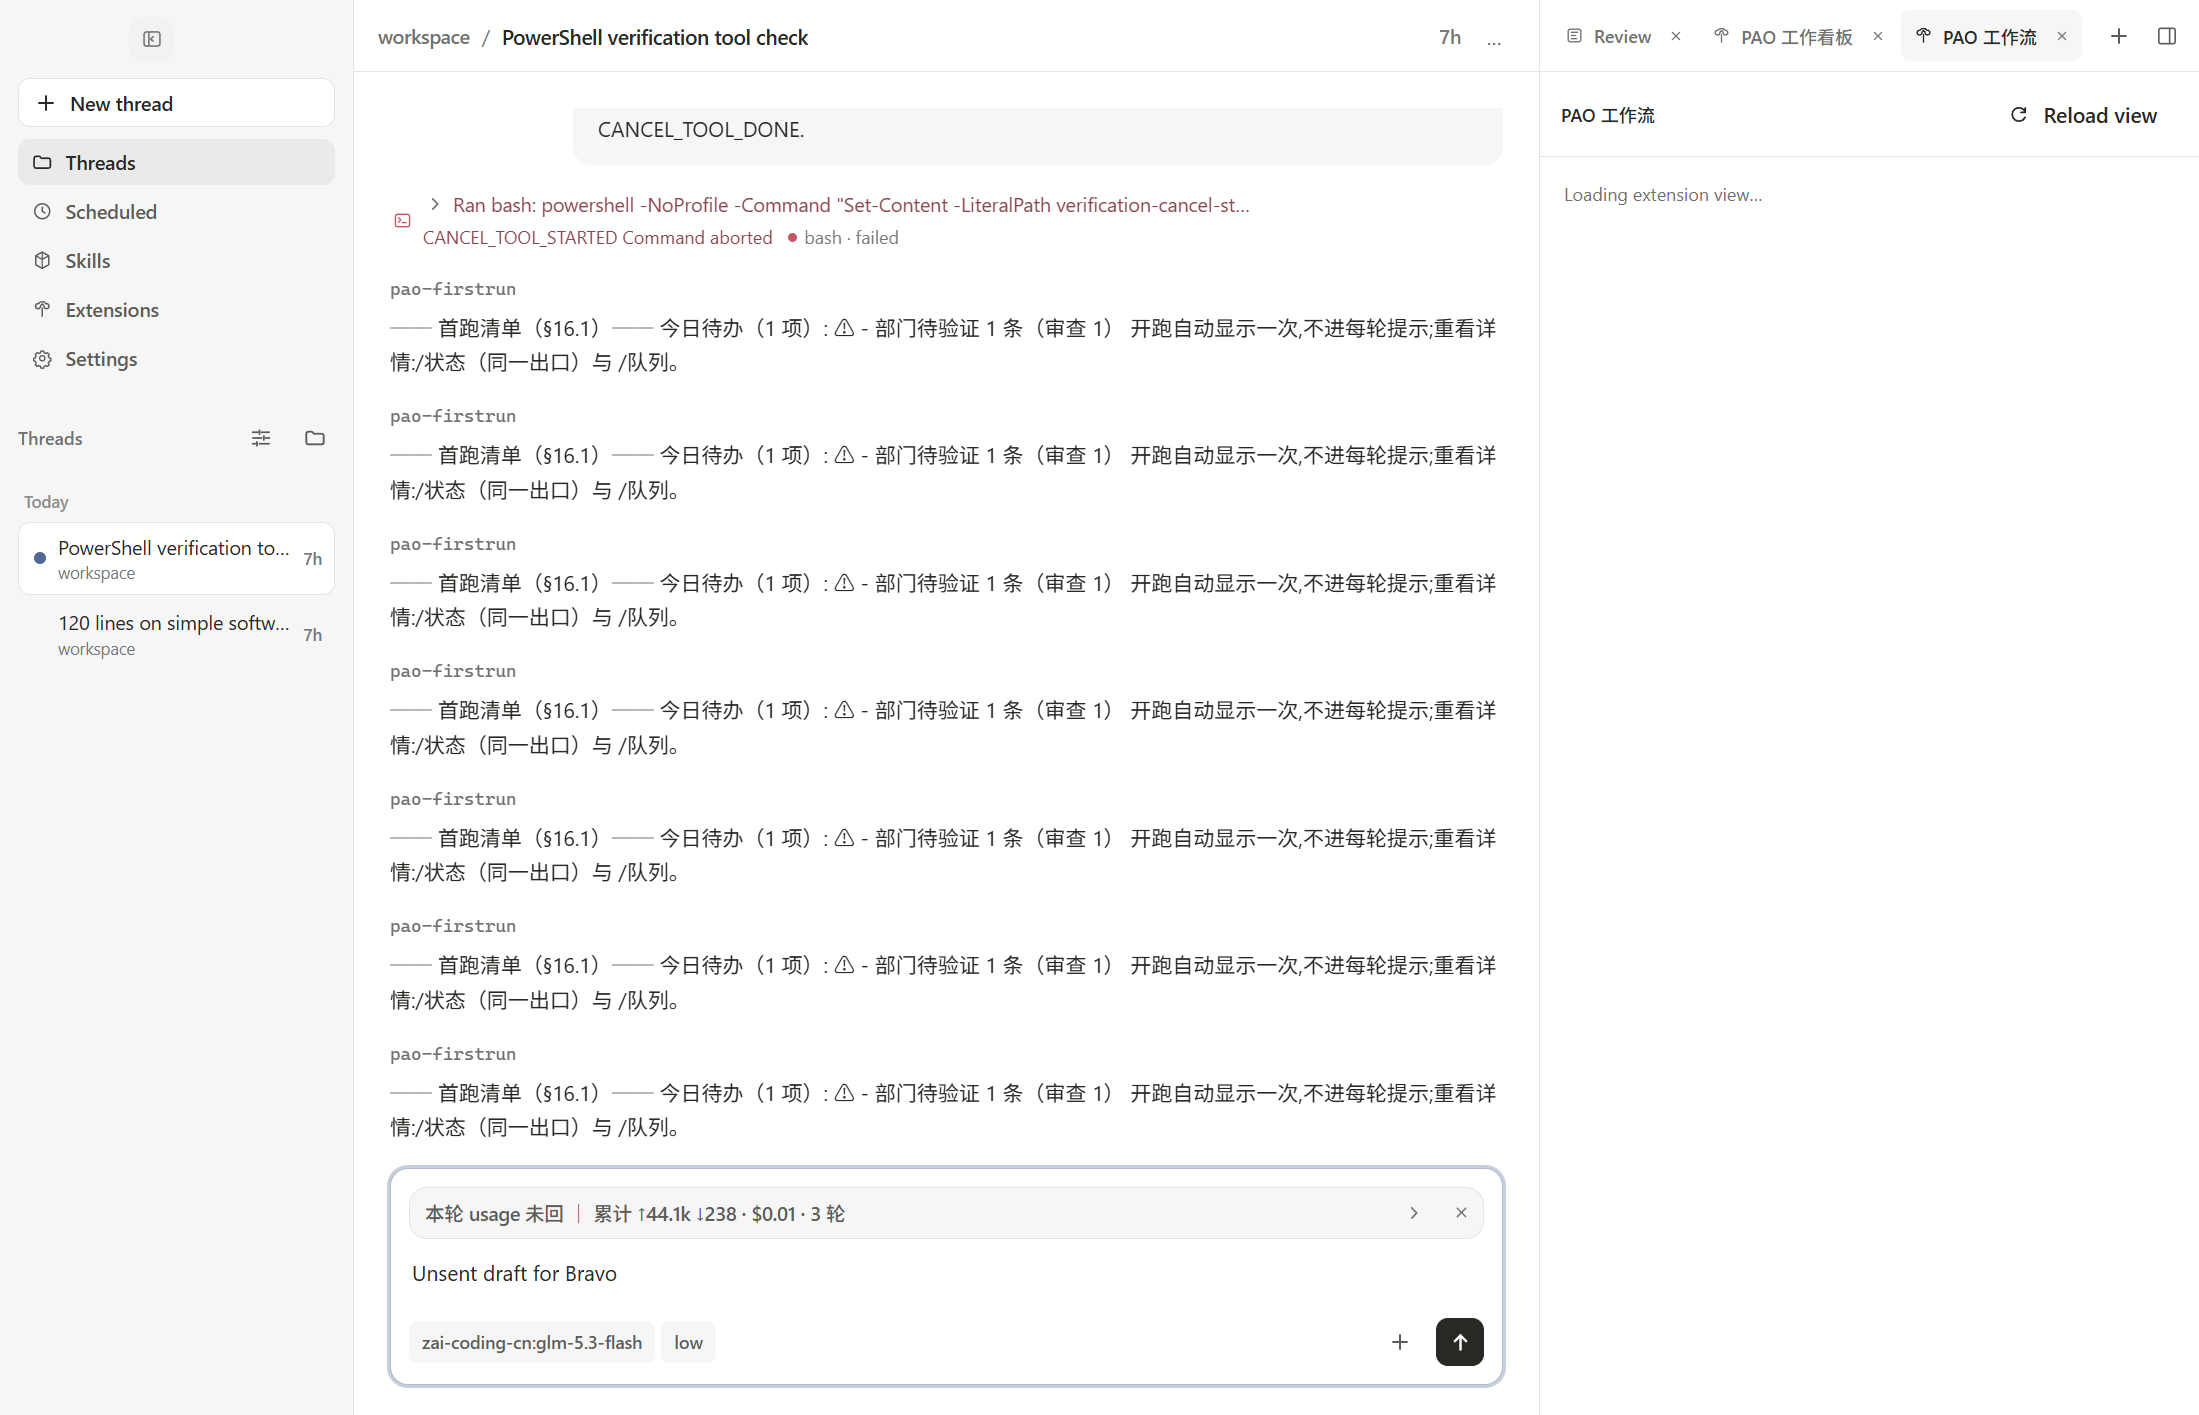 New thread
Threads
Scheduled
Skills
Extensions
Settings
Threads
Today
PowerShell verification to...
7h
workspace
120 lines on simple softw...
7h
workspace
workspace / PowerShell verification tool check
7h ...
CANCEL_TOOL_DONE.
Ran bash: powershell -NoProfile -Command "Set-Content -LiteralPath verification-cancel-st...
CANCEL_TOOL_STARTED Command aborted bash · failed
pao-firstrun
—— 首跑清单（§16.1）—— 今日待办（1 项）: ⚠ - 部门待验证 1 条（审查 1） 开跑自动显示一次,不进每轮提示;重看详
情:/状态（同一出口）与 /队列。
pao-firstrun
—— 首跑清单（§16.1）—— 今日待办（1 项）: ⚠ - 部门待验证 1 条（审查 1） 开跑自动显示一次,不进每轮提示;重看详
情:/状态（同一出口）与 /队列。
pao-firstrun
—— 首跑清单（§16.1）—— 今日待办（1 项）: ⚠ - 部门待验证 1 条（审查 1） 开跑自动显示一次,不进每轮提示;重看详
情:/状态（同一出口）与 /队列。
pao-firstrun
—— 首跑清单（§16.1）—— 今日待办（1 项）: ⚠ - 部门待验证 1 条（审查 1） 开跑自动显示一次,不进每轮提示;重看详
情:/状态（同一出口）与 /队列。
pao-firstrun
—— 首跑清单（§16.1）—— 今日待办（1 项）: ⚠ - 部门待验证 1 条（审查 1） 开跑自动显示一次,不进每轮提示;重看详
情:/状态（同一出口）与 /队列。
pao-firstrun
—— 首跑清单（§16.1）—— 今日待办（1 项）: ⚠ - 部门待验证 1 条（审查 1） 开跑自动显示一次,不进每轮提示;重看详
情:/状态（同一出口）与 /队列。
pao-firstrun
—— 首跑清单（§16.1）—— 今日待办（1 项）: ⚠ - 部门待验证 1 条（审查 1） 开跑自动显示一次,不进每轮提示;重看详
情:/状态（同一出口）与 /队列。
本轮 usage 未回 ｜ 累计 ↑44.1k ↓238 · $0.01 · 3 轮
Unsent draft for Bravo
zai-coding-cn:glm-5.3-flash
low
Review
PAO 工作看板
PAO 工作流
PAO 工作流
Reload view
Loading extension view...